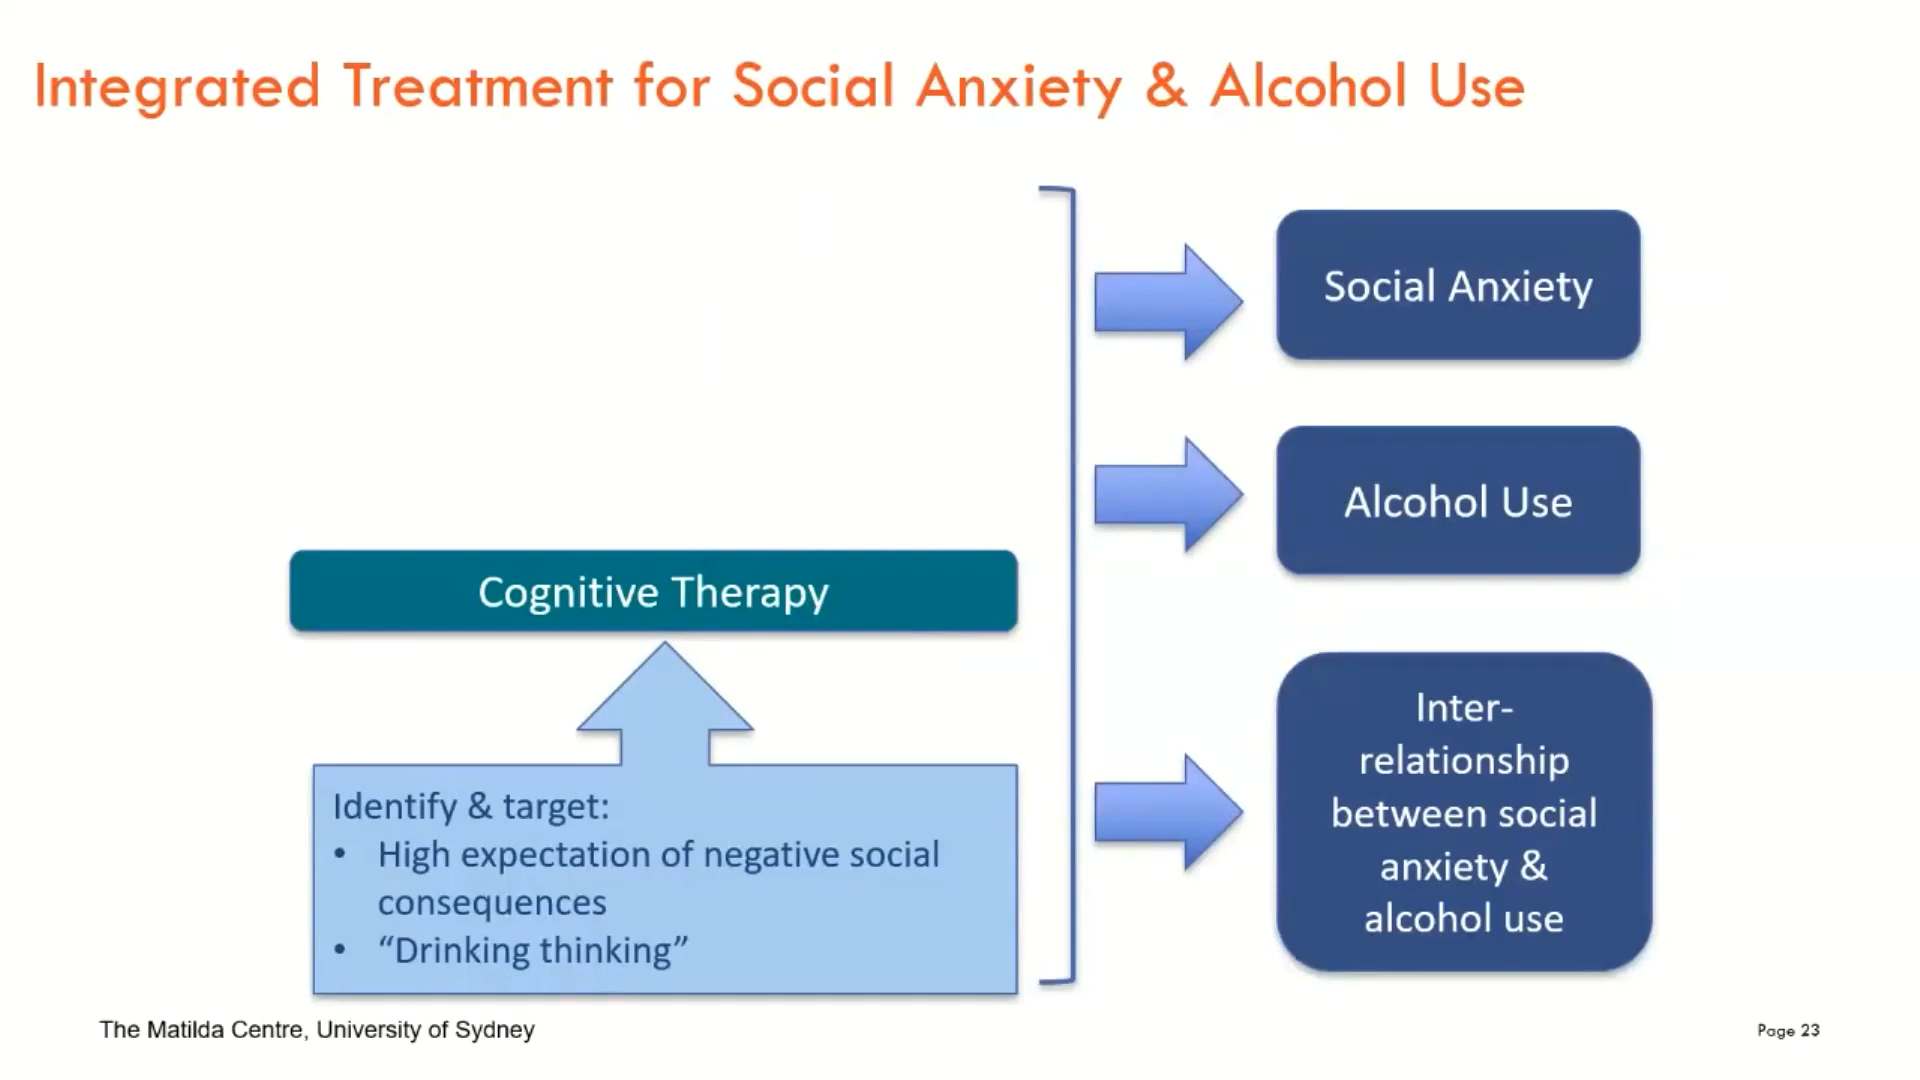 Integrated Treatment for Social Anxiety & Alcohol Use
Social Anxiety
Alcohol Use
Cognitive Therapy
Identify & target:
• High expectation of negative social
consequences
• “Drinking thinking”
Inter-
relationship
between social
anxiety &
alcohol use
The Matilda Centre, University of Sydney
Page 23